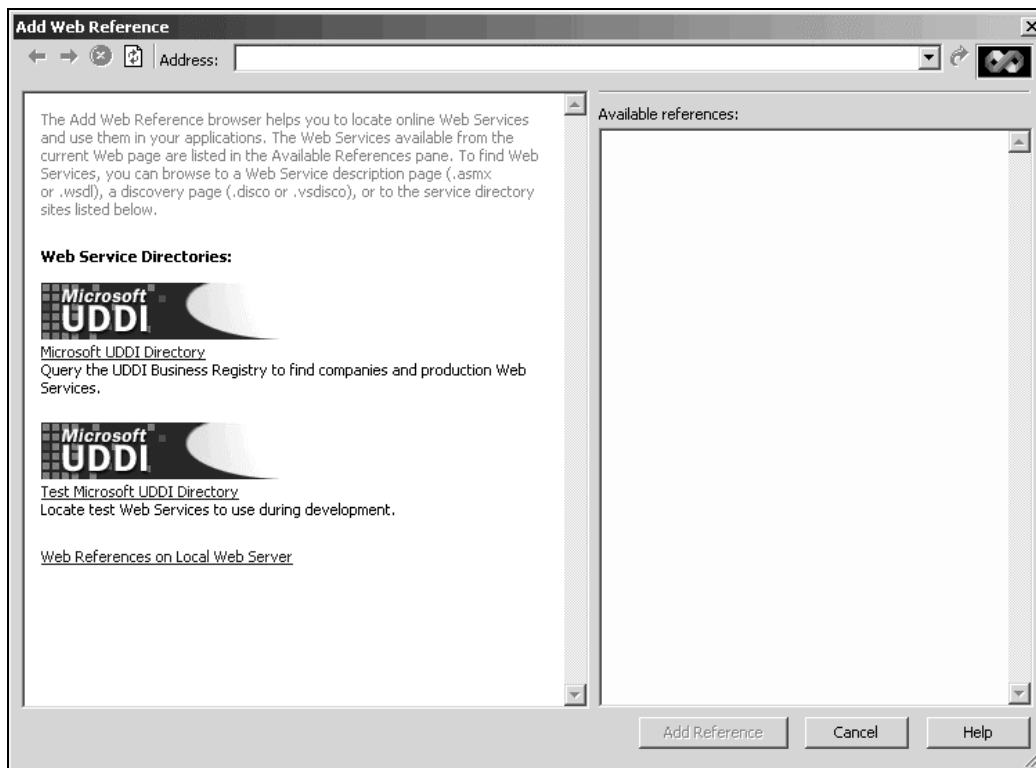 Add Web Reference
Address:
The Add Web Reference browser helps you to locate online Web Services
and use them in your applications. The Web Services available from the
current Web page are listed in the Available References pane. To find Web
Services, you can browse to a Web Service description page (.asmx
or .wsdl), a discovery page (.disco or .vsdisco), or to the service directory
sites listed below.
Web Service Directories:
Microsoft
UDDI
Microsoft UDDI Directory
Query the UDDI Business Registry to find companies and production Web
Services.
Microsoft
UDDI
Test Microsoft UDDI Directory
Locate test Web Services to use during development.
Web References on Local Web Server
Available references:
Add Reference
Cancel
Help